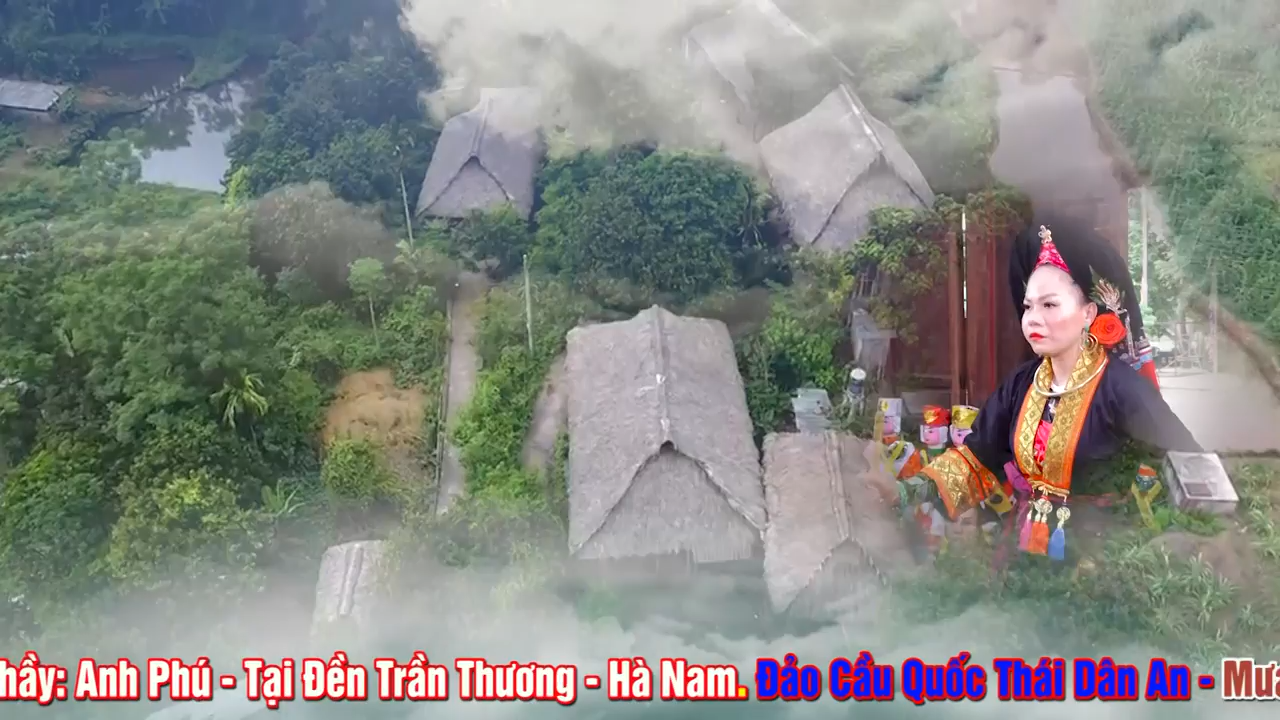 hầy: Anh Phú - Tại Đền Trần Thương - Hà Nam. Đảo Cầu Quốc Thái Dân An - Mưa